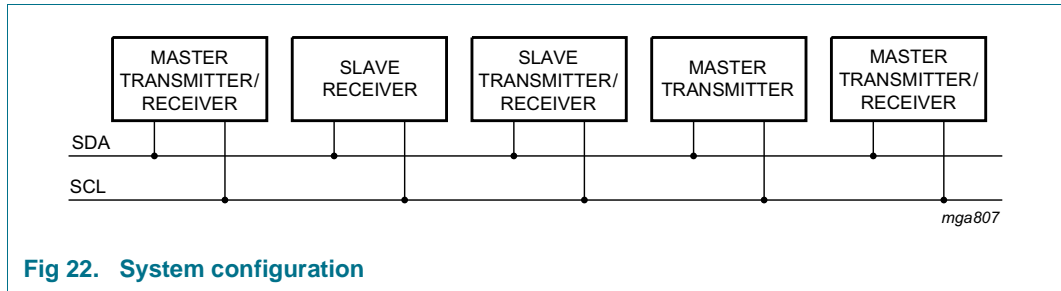 MASTER
TRANSMITTER/
RECEIVER
SLAVE
RECEIVER
SLAVE
TRANSMITTER/
RECEIVER
MASTER
TRANSMITTER
MASTER
TRANSMITTER/
RECEIVER
SDA
SCL
mga807
Fig 22. System configuration